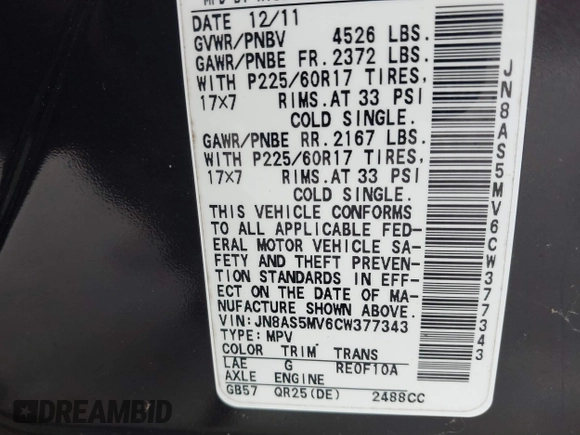 DATE 12/11
GVWR/PNBV 4526 LBS.
GAWR/PNBE FR. 2372 LBS.
WITH P225/60R17 TIRES,
17×7 RIMS. AT 33 PSI
COLD SINGLE.
GAWR/PNBE RR. 2167 LBS.
WITH P225/60R17 TIRES,
17×7 RIMS. AT 33 PSI
COLD SINGLE.
THIS VEHICLE CONFORMS
TO ALL APPLICABLE FED-
ERAL MOTOR VEHICLE SA-
FETY AND THEFT PREVEN-
TION STANDARDS IN EFF-
ECT ON THE DATE OF MA-
NUFACTURE SHOWN ABOVE.
VIN: JN8AS5MV6CW377343
TYPE: MPV
COLOR TRIM TRANS
LAE G RE0F10A
AXLE ENGINE
GB57 QR25(DE) 2488CC
JN8AS5MV6CW377343
DREAMBID